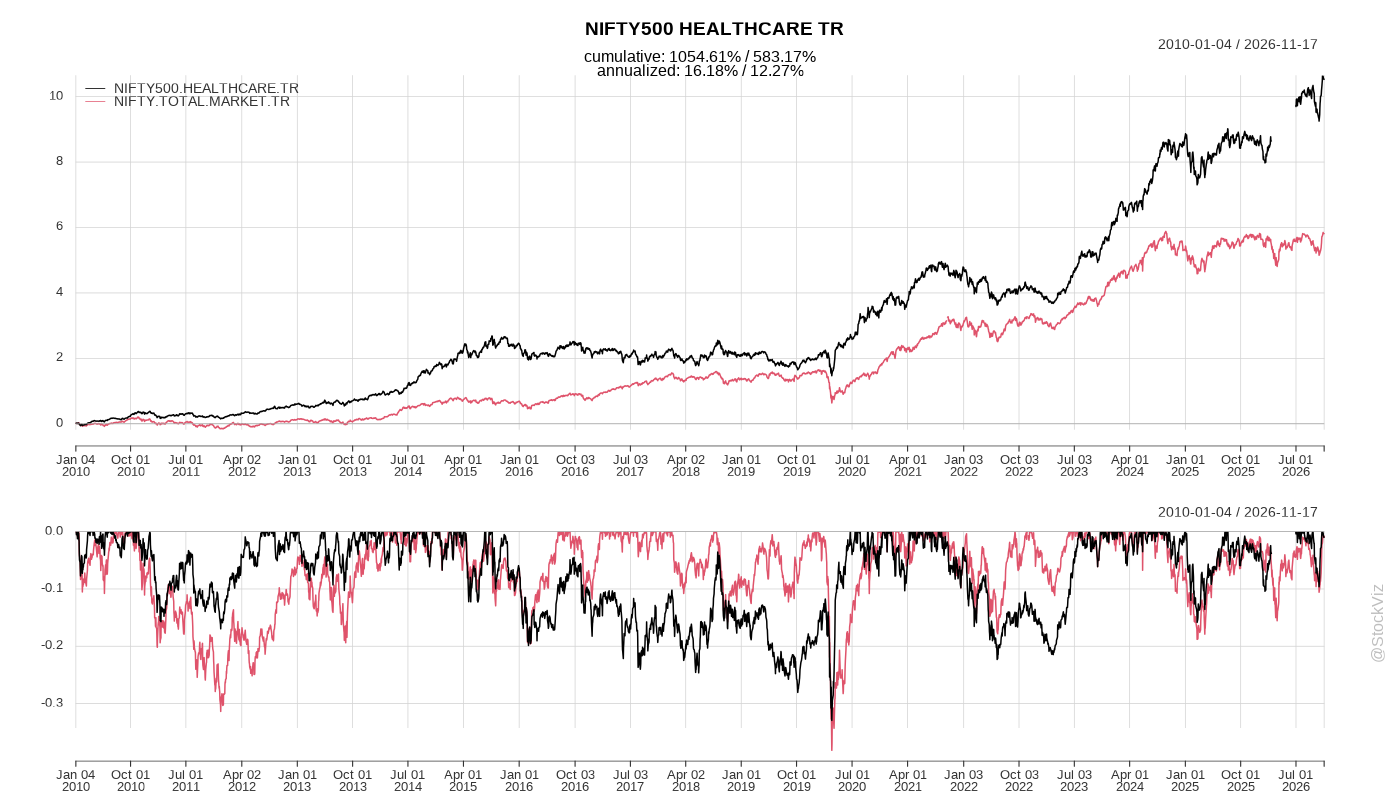 NIFTY500 HEALTHCARE TR
cumulative: 1054.61% / 583.17%
annualized: 16.18% / 12.27%
2010-01-04 / 2026-11-17
NIFTY500.HEALTHCARE.TR
NIFTY.TOTAL.MARKET.TR
10
8
6
4
2
0
Jan 04 Oct 01 Jul 01 Apr 02 Jan 01 Oct 01 Jul 01 Apr 01 Jan 01 Oct 03 Jul 03 Apr 02 Jan 01 Oct 01 Jul 01 Apr 01 Jan 03 Oct 03 Jul 03 Apr 01 Jan 01 Oct 01 Jul 01
2010 2010 2011 2012 2013 2013 2014 2015 2016 2016 2017 2018 2019 2019 2020 2021 2022 2022 2023 2024 2025 2025 2026
2010-01-04 / 2026-11-17
0.0
-0.1
-0.2
-0.3
Jan 04 Oct 01 Jul 01 Apr 02 Jan 01 Oct 01 Jul 01 Apr 01 Jan 01 Oct 03 Jul 03 Apr 02 Jan 01 Oct 01 Jul 01 Apr 01 Jan 03 Oct 03 Jul 03 Apr 01 Jan 01 Oct 01 Jul 01
2010 2010 2011 2012 2013 2013 2014 2015 2016 2016 2017 2018 2019 2019 2020 2021 2022 2022 2023 2024 2025 2025 2026
@StockViz